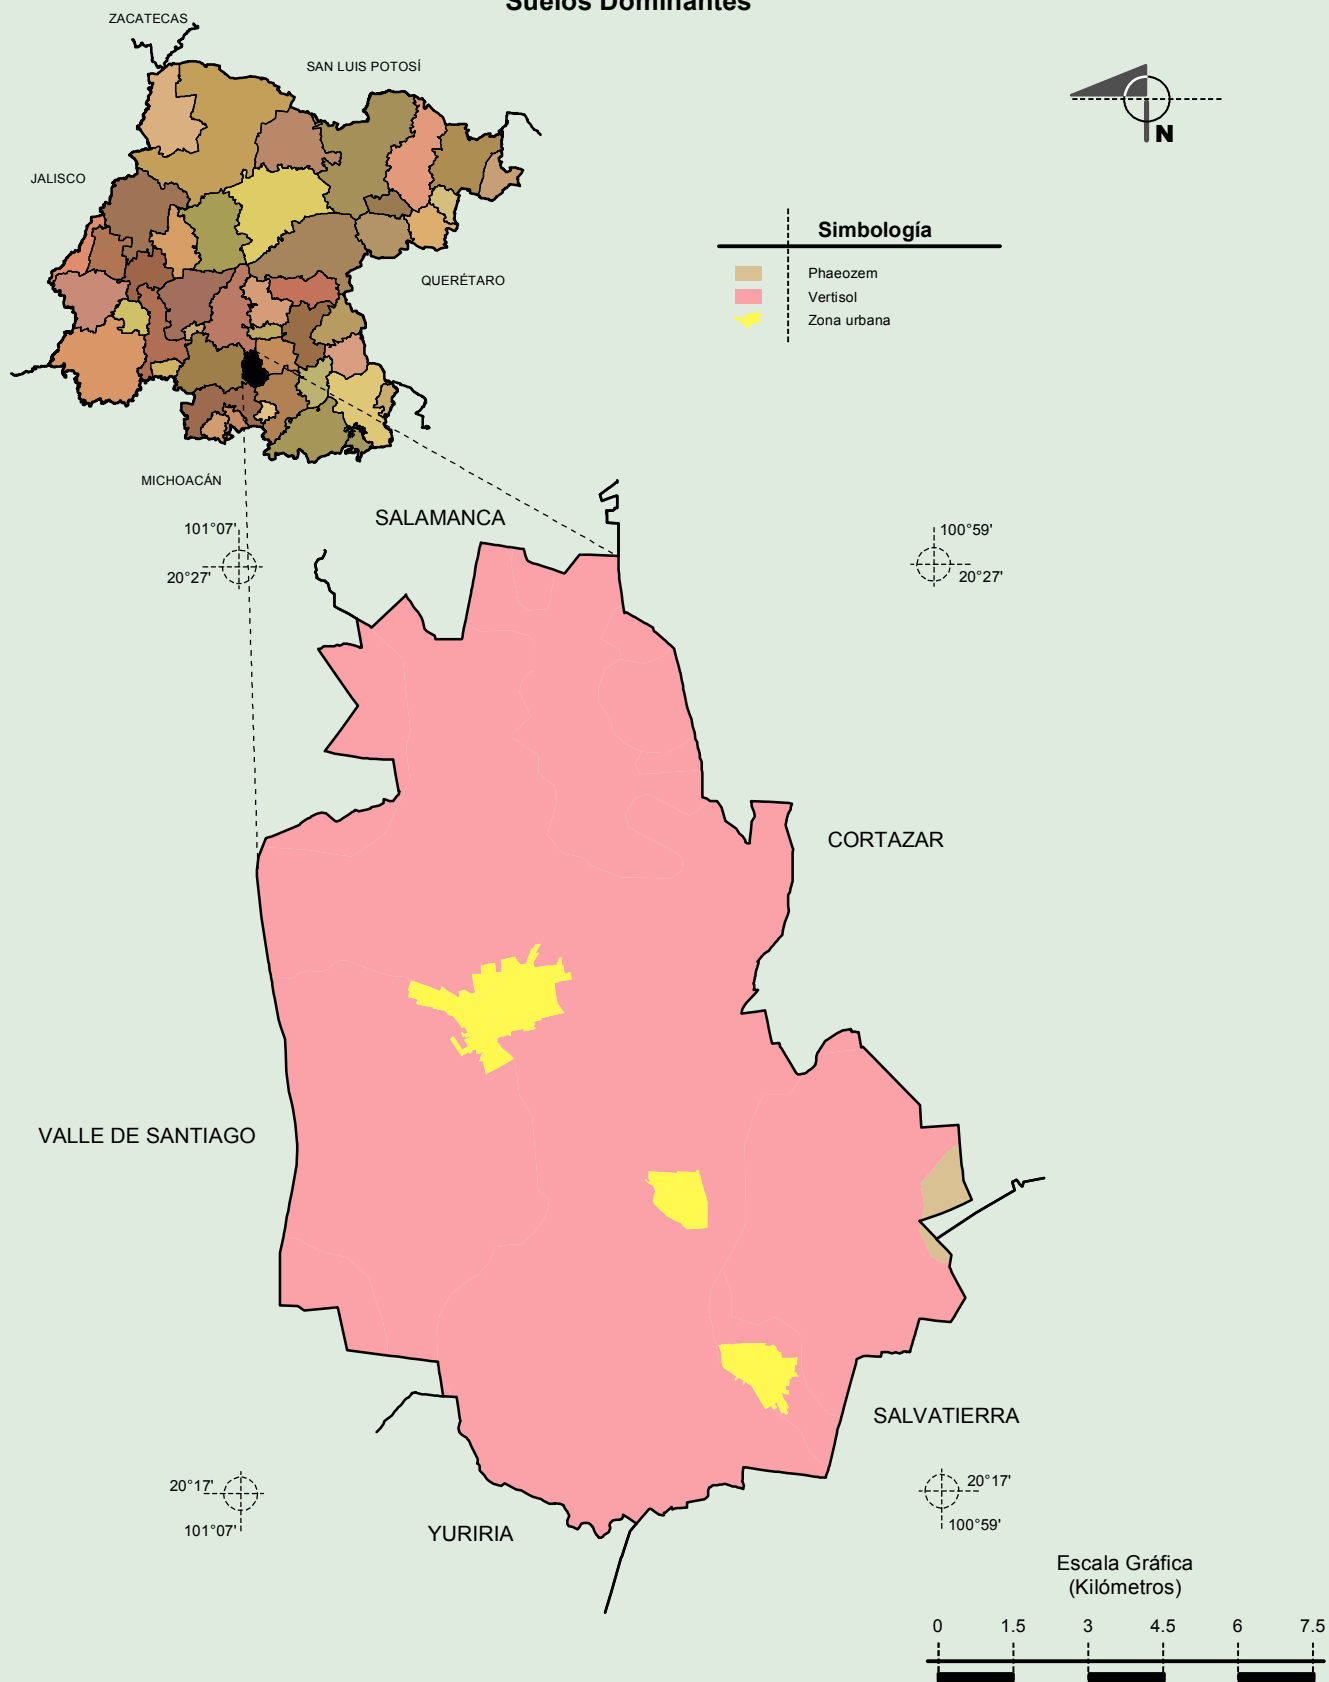 Suelos Dominantes
ZACATECAS
SAN LUIS POTOSÍ
JALISCO
QUERÉTARO
MICHOACÁN
N
Simbología
Phaeozem
Vertisol
Zona urbana
SALAMANCA
101°07'
20°27'
100°59'
20°27'
CORTAZAR
VALLE DE SANTIAGO
SALVATIERRA
20°17'
101°07'
20°17'
100°59'
YURIRIA
Escala Gráfica
(Kilómetros)
0 1.5 3 4.5 6 7.5